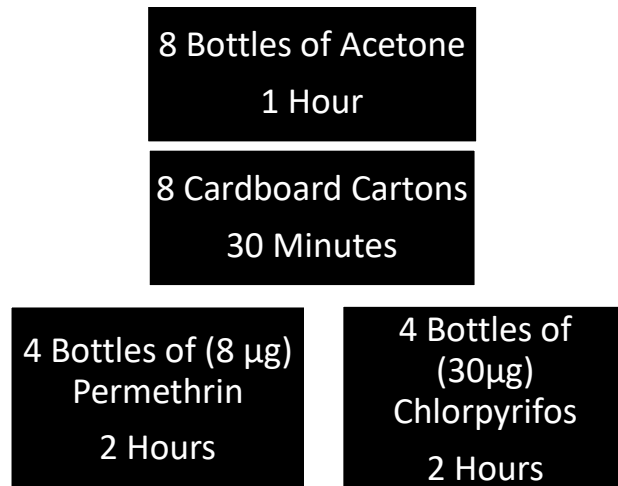 8 Bottles of Acetone
1 Hour
8 Cardboard Cartons
30 Minutes
4 Bottles of (8 µg)
Permethrin
2 Hours
4 Bottles of
(30µg)
Chlorpyrifos
2 Hours